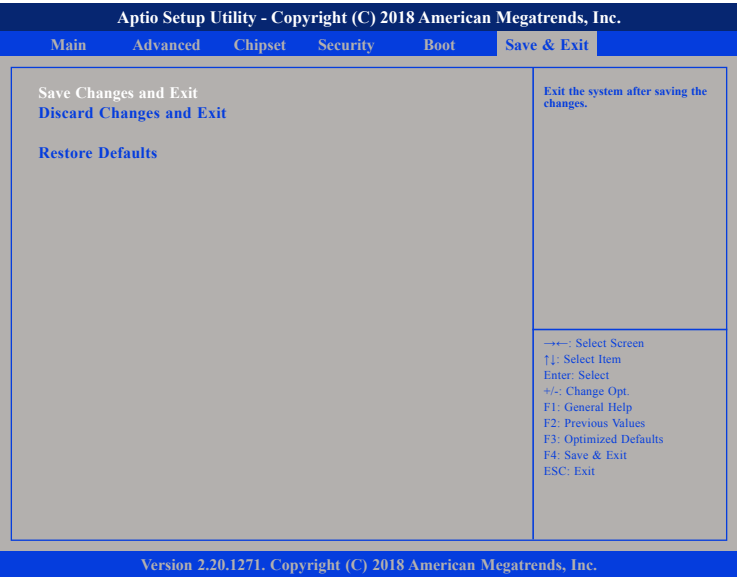 Aptio Setup Utility - Copyright (C) 2018 American Megatrends, Inc.
Main Advanced Chipset Security Boot Save & Exit
Save Changes and Exit
Discard Changes and Exit
Restore Defaults
Exit the system after saving the
changes.
→←: Select Screen
↑↓: Select Item
Enter: Select
+/-: Change Opt.
F1: General Help
F2: Previous Values
F3: Optimized Defaults
F4: Save & Exit
ESC: Exit
Version 2.20.1271. Copyright (C) 2018 American Megatrends, Inc.